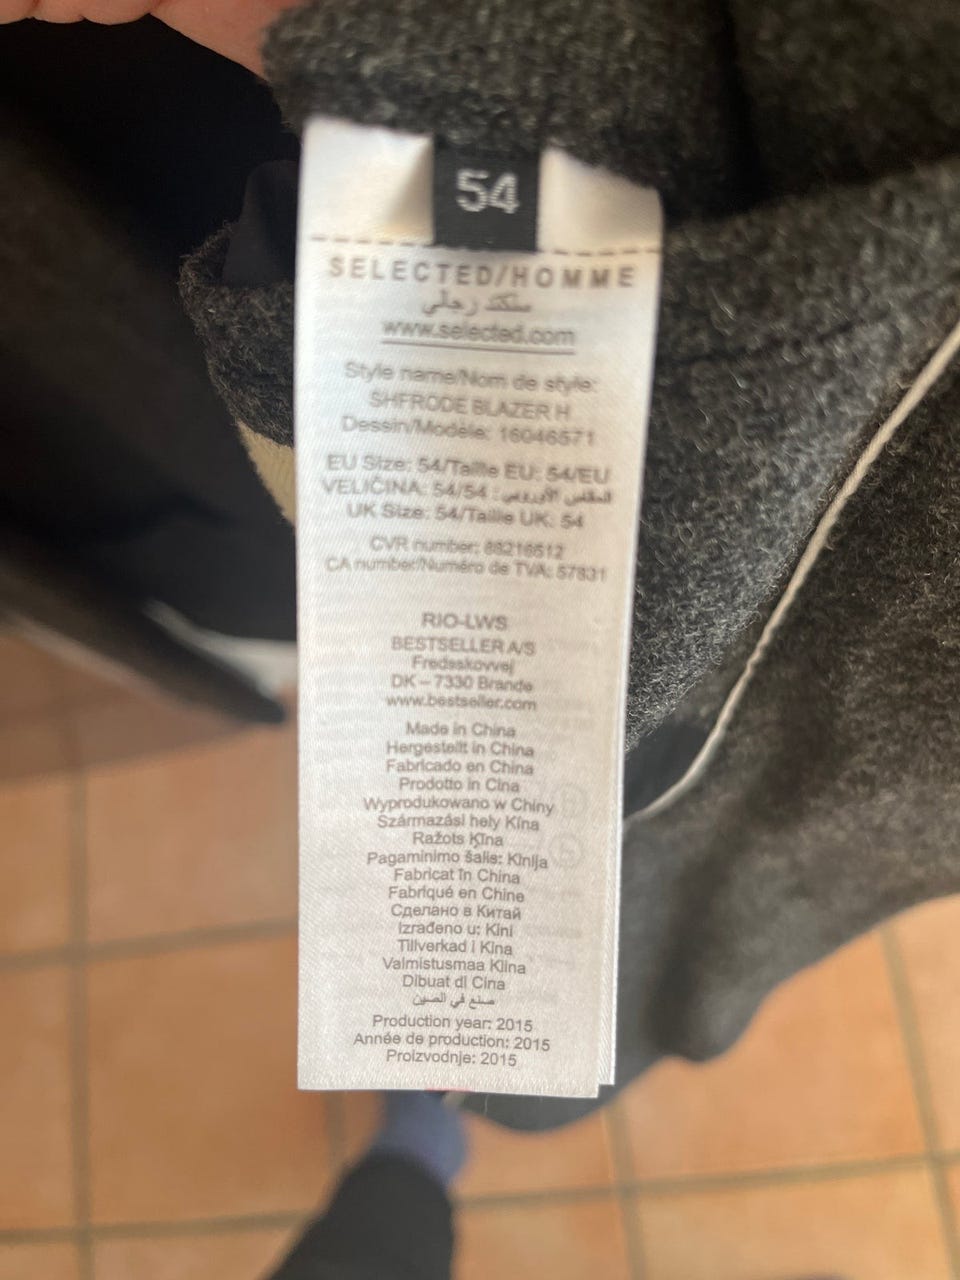 54
SELECTED/HOMME
سلكتد رجالي
www.selected.com
Style name/Nom de style:
SHFRODE BLAZER H
Dessin/Modèle: 16046571
EU Size: 54/Taille EU: 54/EU
VELIČINA: 54/54 : المقاس الأوروبي
UK Size: 54/Taille UK: 54
CVR number: 88216512
CA number/Numéro de TVA: 57831
RIO-LWS
BESTSELLER A/S
Fredsskovvej
DK – 7330 Brande
www.bestseller.com
Made in China
Hergestellt in China
Fabricado en China
Prodotto in Cina
Wyprodukowano w Chiny
Származási hely Kína
Ražots Ķīna
Pagaminimo šalis: Kinija
Fabricat în China
Fabriqué en Chine
Сделано в Китай
Izrađeno u: Kini
Tillverkad i Kina
Valmistusmaa Kiina
Dibuat di Cina
صنع في الصين
Production year: 2015
Année de production: 2015
Proizvodnje: 2015